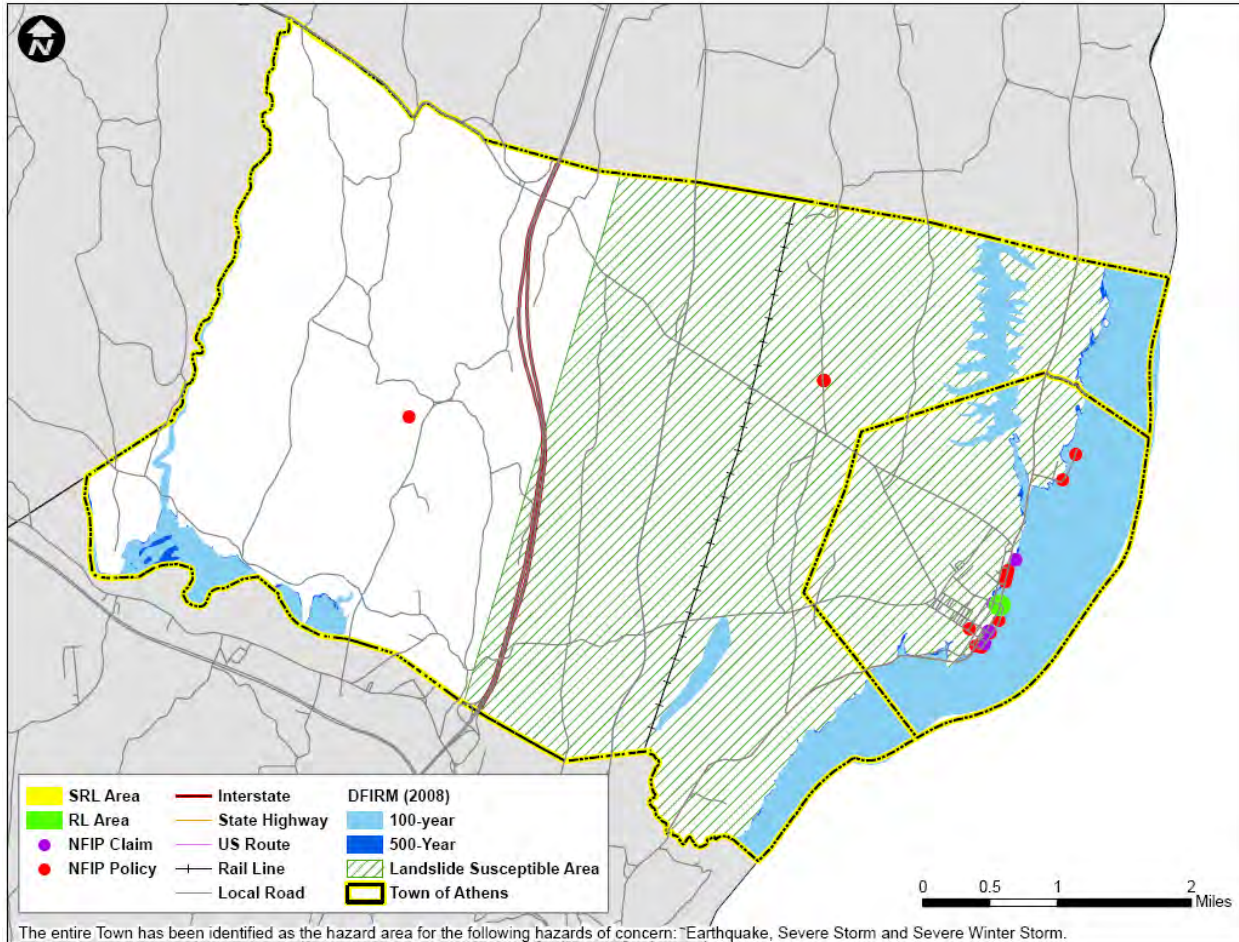 N
SRL Area
RL Area
NFIP Claim
NFIP Policy
Interstate
State Highway
US Route
Rail Line
Local Road
DFIRM (2008)
100-year
500-Year
Landslide Susceptible Area
Town of Athens
0 0.5 1 2
Miles
The entire Town has been identified as the hazard area for the following hazards of concern: Earthquake, Severe Storm and Severe Winter Storm.